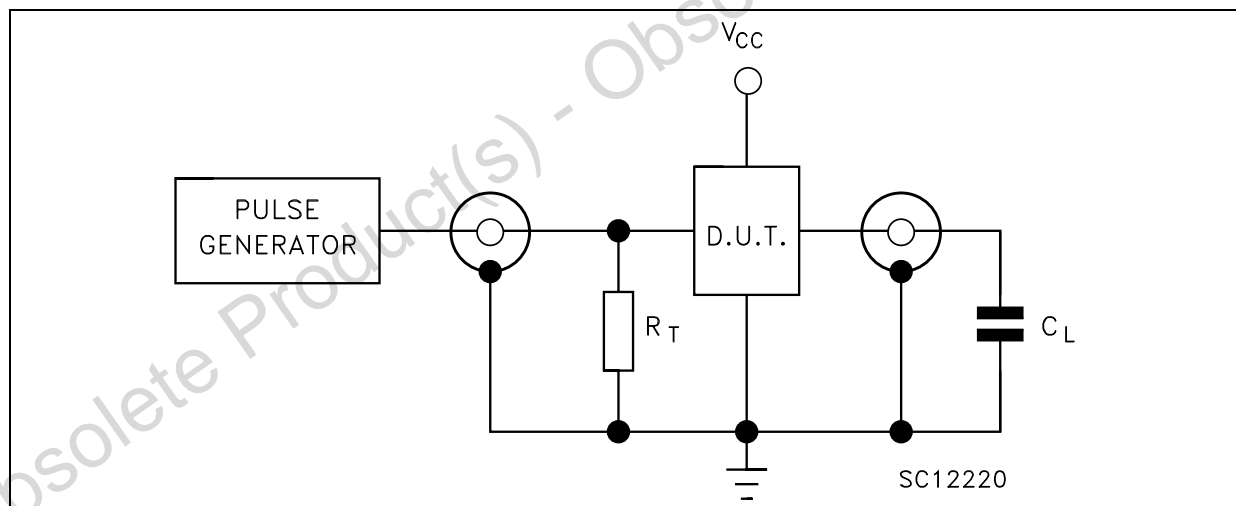 Obsolete Product(s) - Obso
VCC
PULSE
GENERATOR
D.U.T.
RT
CL
SC12220